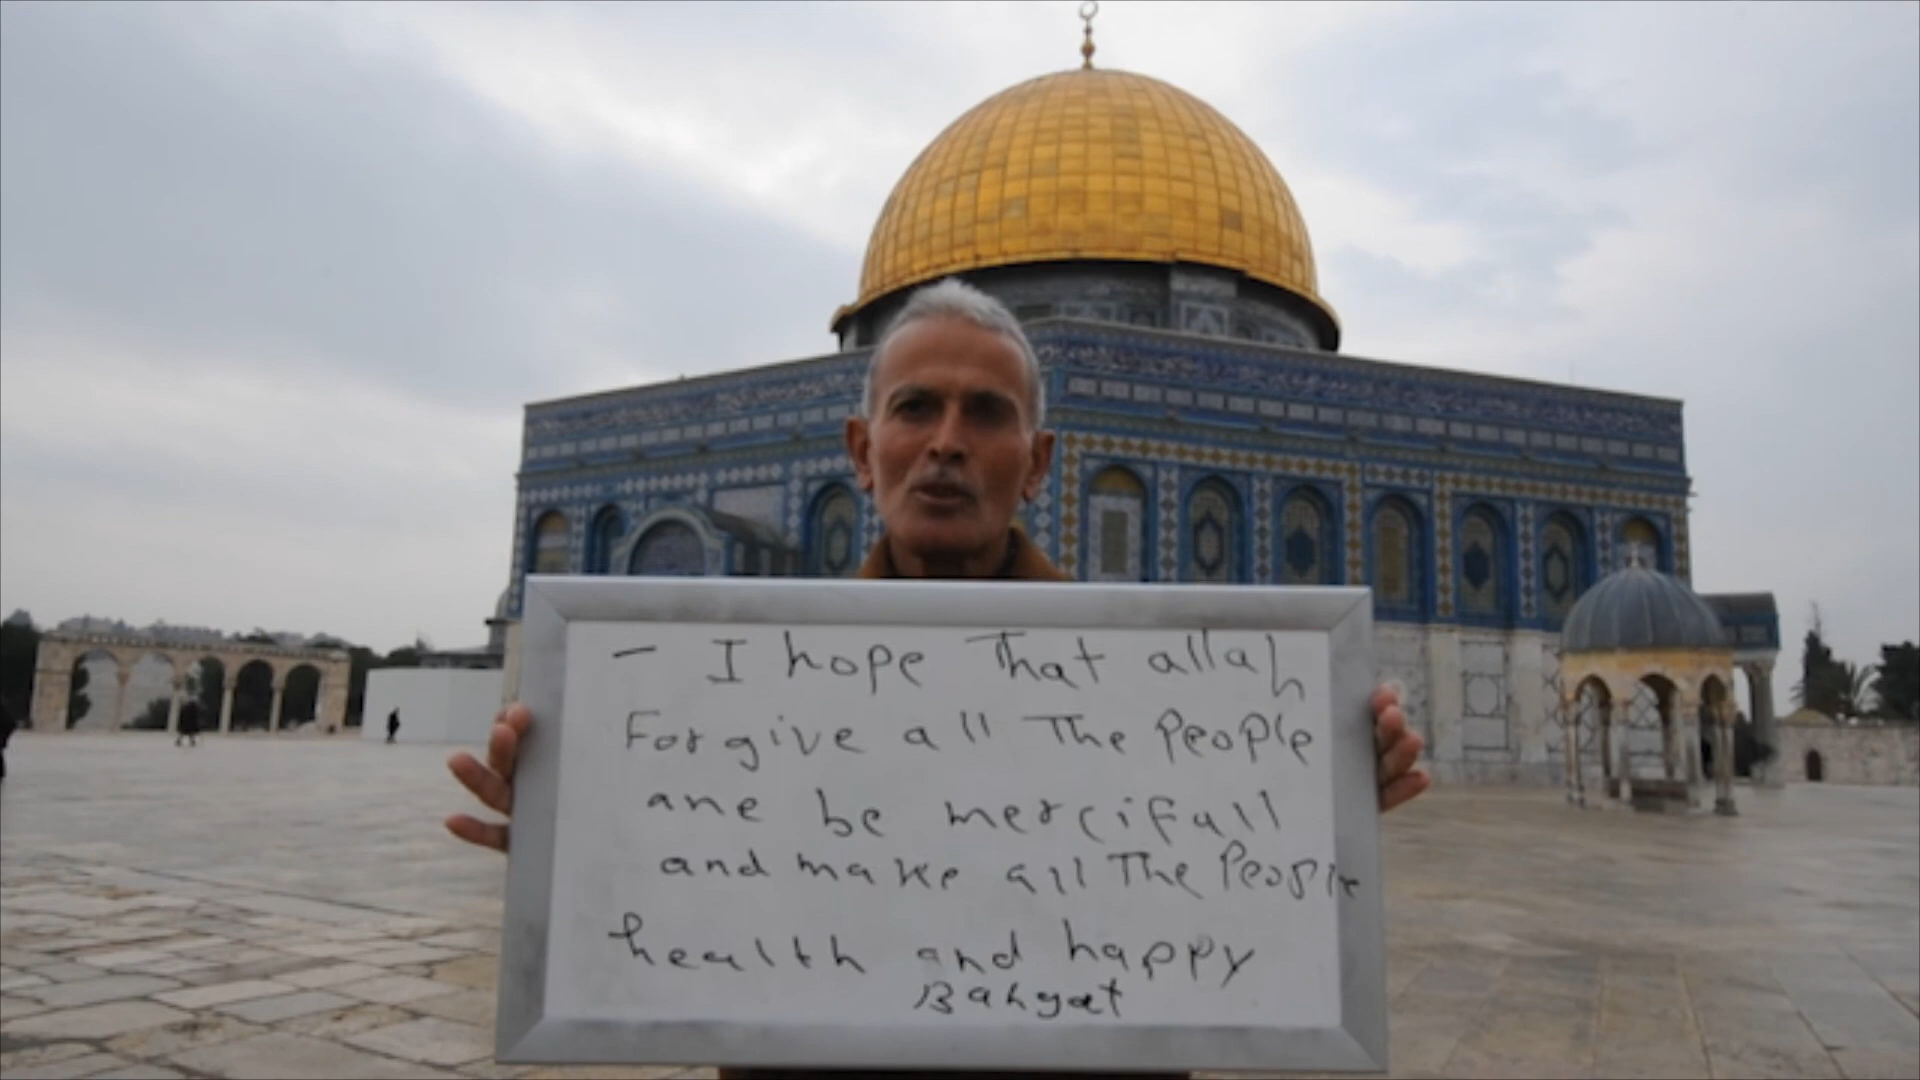 - I hope That allah
Forgive all The People
ane be mercifull
and make all The People
health and happy
Bahgat